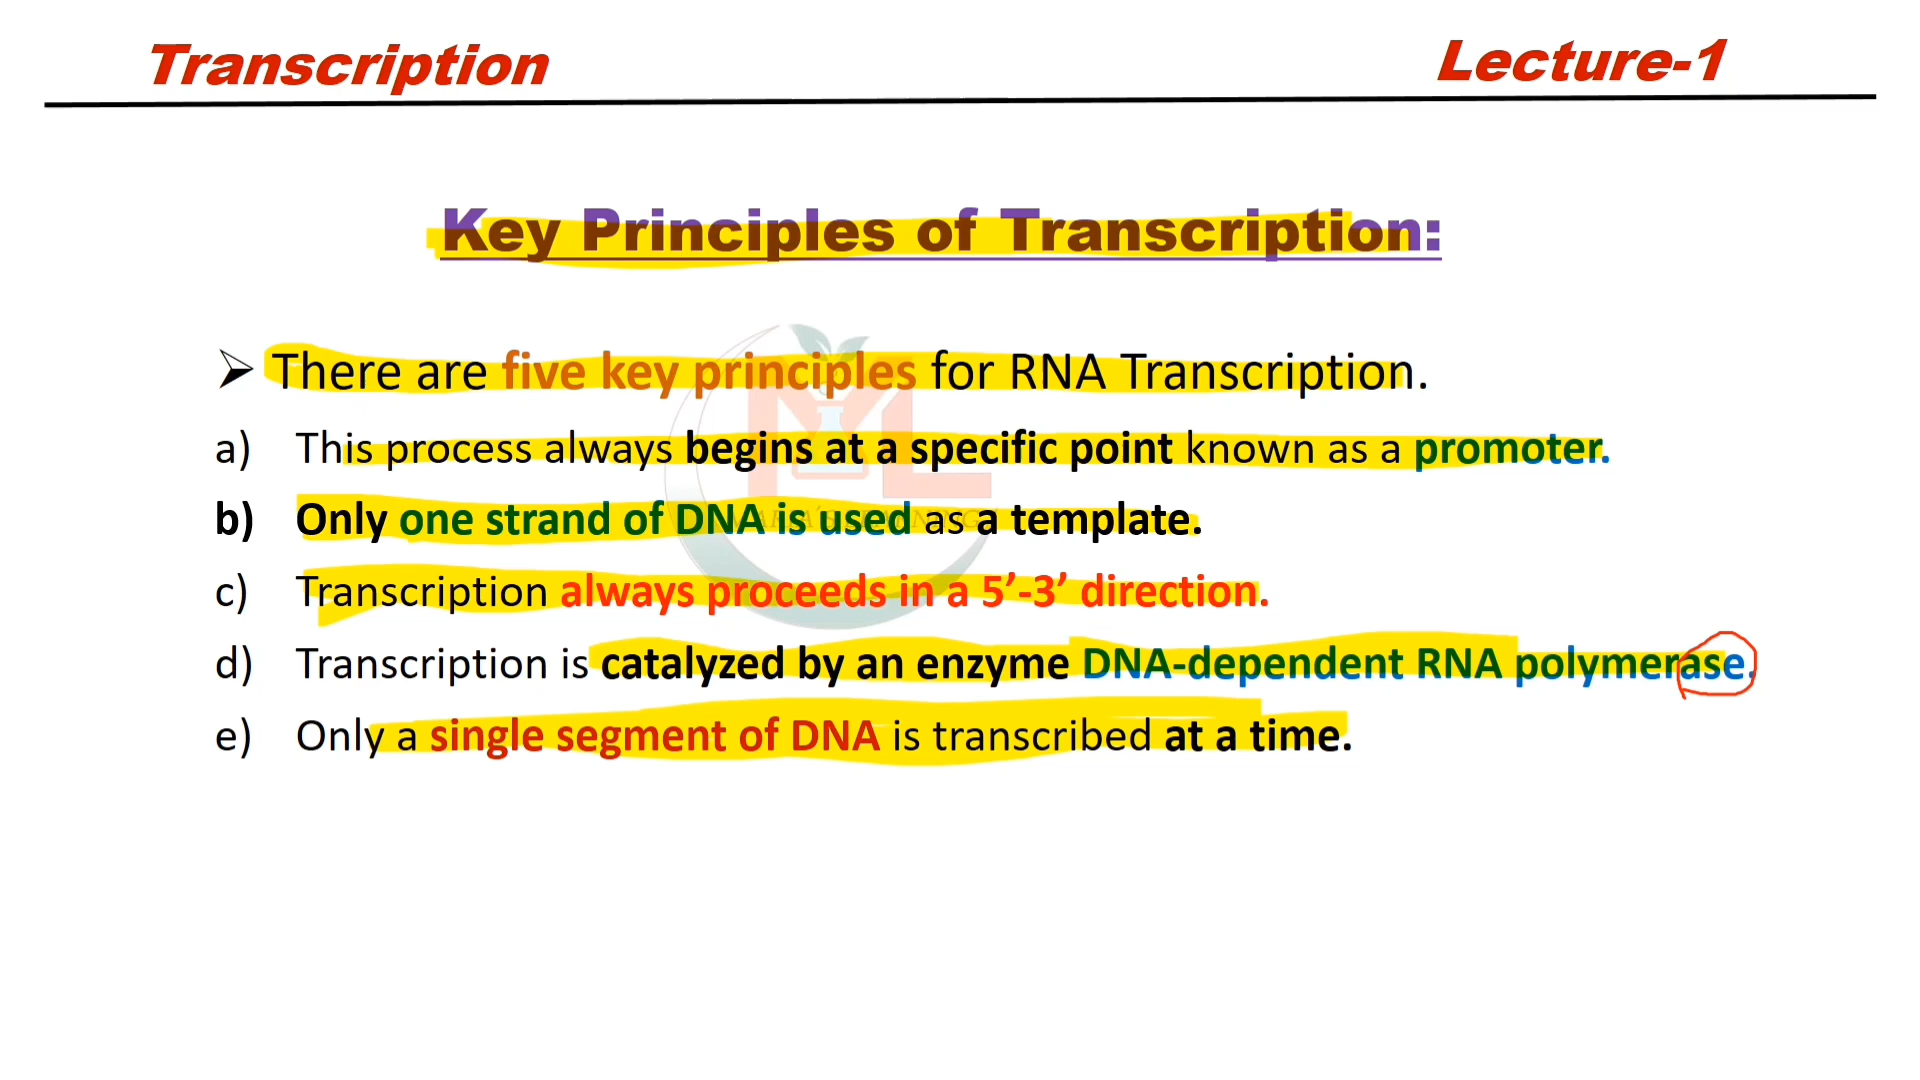 Transcription
Lecture-1
Key Principles of Transcription:
➢ There are five key principles for RNA Transcription.
a) This process always begins at a specific point known as a promoter.
b) Only one strand of DNA is used as a template.
c) Transcription always proceeds in a 5’-3’ direction.
d) Transcription is catalyzed by an enzyme DNA-dependent RNA polymerase.
e) Only a single segment of DNA is transcribed at a time.
ML